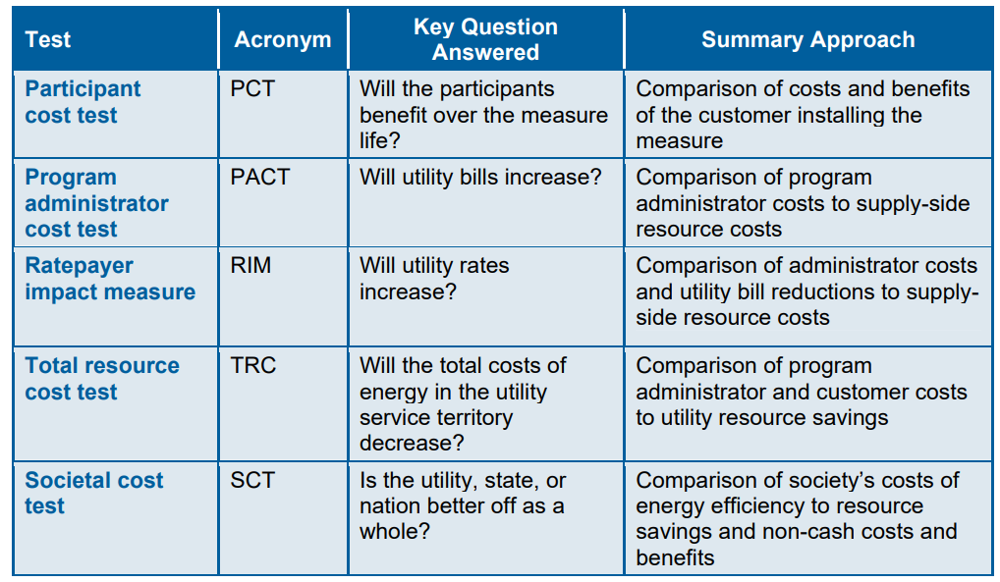 Test
Acronym
Key Question
Answered
Summary Approach
Participant
cost test
PCT
Will the participants
benefit over the measure
life?
Comparison of costs and benefits
of the customer installing the
measure
Program
administrator
cost test
PACT
Will utility bills increase?
Comparison of program
administrator costs to supply-side
resource costs
Ratepayer
impact measure
RIM
Will utility rates
increase?
Comparison of administrator costs
and utility bill reductions to supply-
side resource costs
Total resource
cost test
TRC
Will the total costs of
energy in the utility
service territory
decrease?
Comparison of program
administrator and customer costs
to utility resource savings
Societal cost
test
SCT
Is the utility, state, or
nation better off as a
whole?
Comparison of society’s costs of
energy efficiency to resource
savings and non-cash costs and
benefits